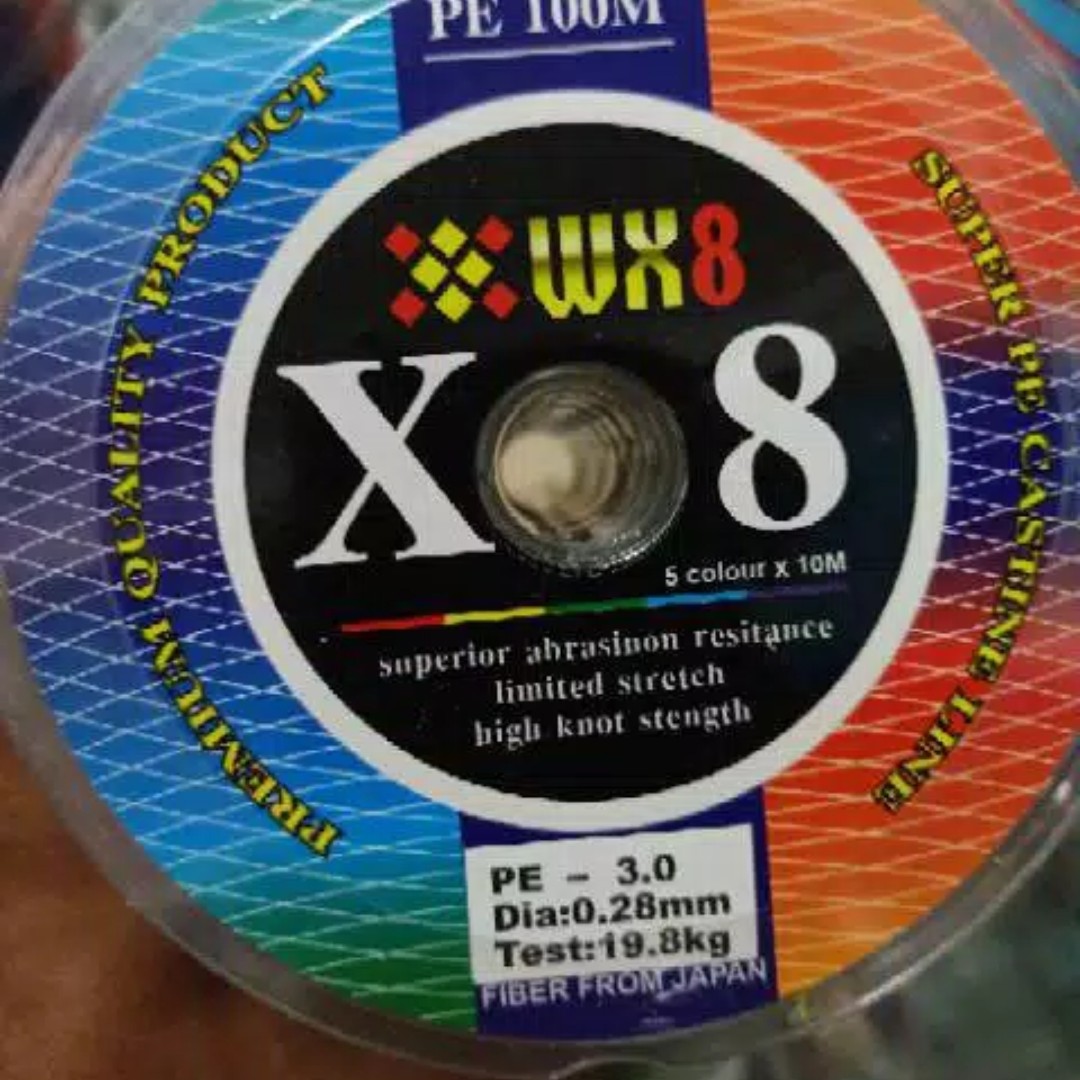 PE 100M
PREMIUM QUALITY PRODUCT
SUPER PE CASTINE LINE
WX8
X 8
5 colour x 10M
superior abrasinon resitance
limited stretch
high knot stength
PE - 3.0
Dia:0.28mm
Test:19.8kg
FIBER FROM JAPAN